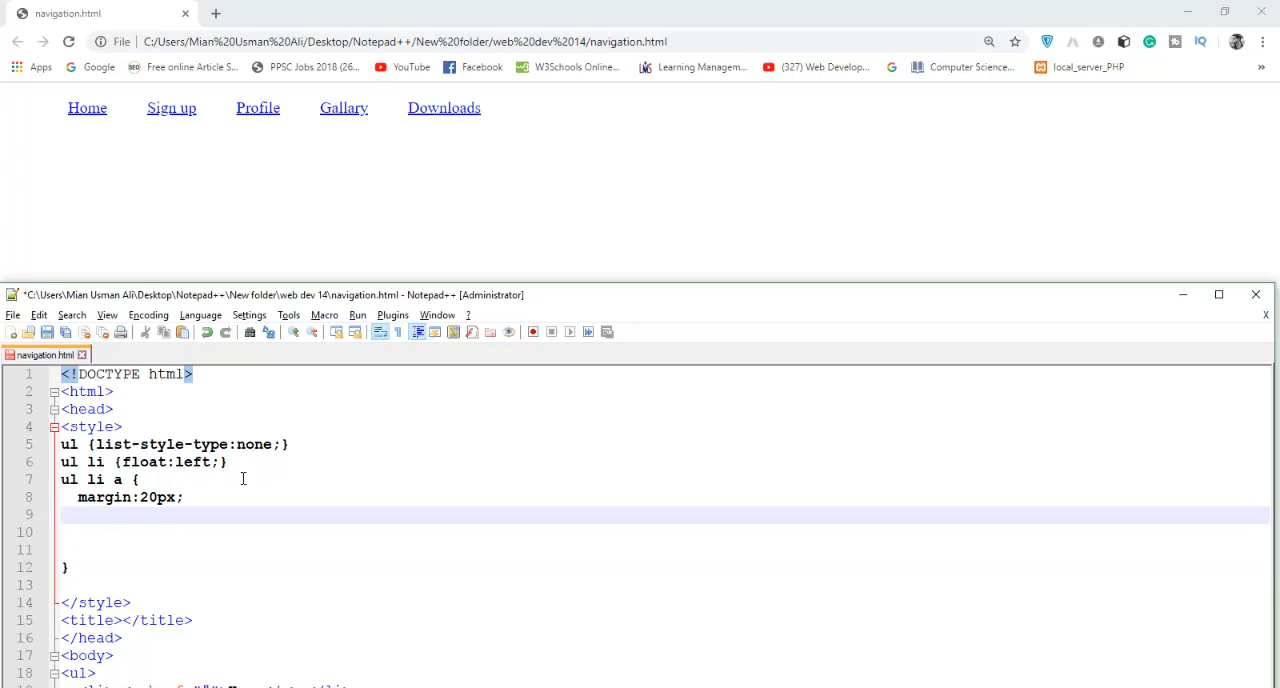 navigation.html
File C:/Users/Mian%20Usman%20Ali/Desktop/Notepad++/New%20folder/web%20dev%2014/navigation.html
Apps Google Free online Article S... PPSC Jobs 2018 (26... YouTube Facebook W3Schools Online... Learning Managem... (327) Web Develop... Computer Science... local_server_PHP »
Home Sign up Profile Gallary Downloads
*C:\Users\Mian Usman Ali\Desktop\Notepad++\New folder\web dev 14\navigation.html - Notepad++ [Administrator]
File Edit Search View Encoding Language Settings Tools Macro Run Plugins Window ? X
navigation.html
1 <!DOCTYPE html>
2 <html>
3 <head>
4 <style>
5 ul {list-style-type:none;}
6 ul li {float:left;}
7 ul li a {
8 margin:20px;
9
10
11
12 }
13
14 </style>
15 <title></title>
16 </head>
17 <body>
18 <ul>